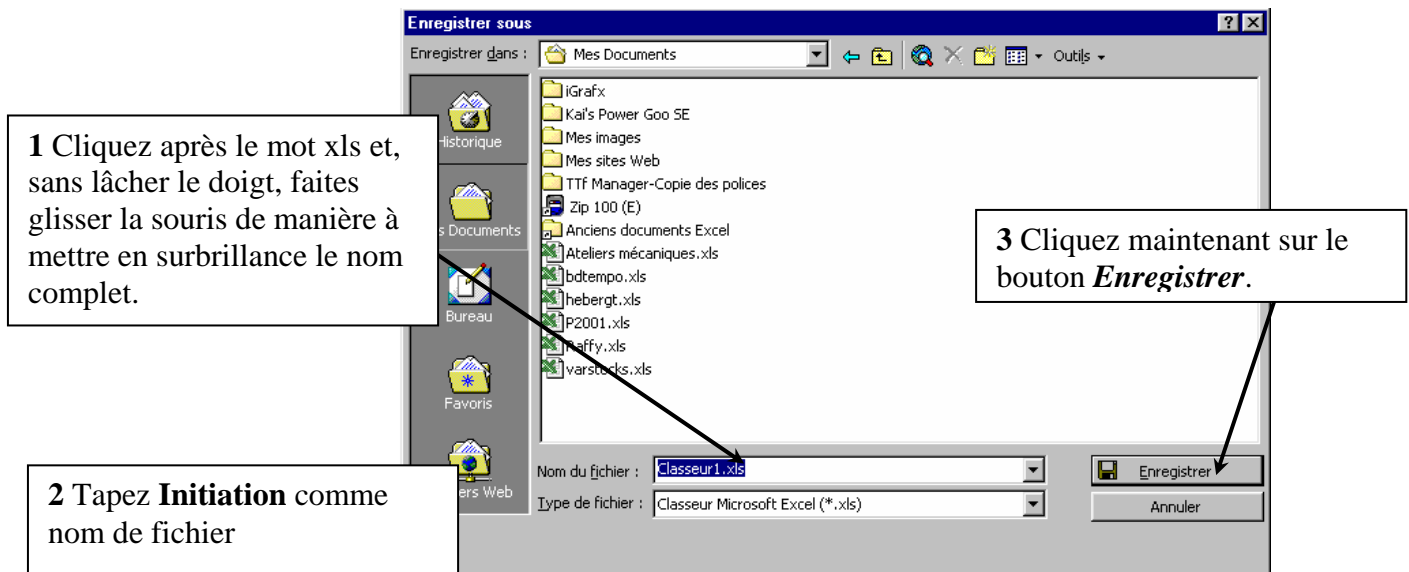 Enregistrer sous
Enregistrer dans : Mes Documents Outils
Historique
Mes Documents
Bureau
Favoris
ers Web
iGrafx
Kai's Power Goo SE
Mes images
Mes sites Web
TTf Manager-Copie des polices
Zip 100 (E)
Anciens documents Excel
Ateliers mécaniques.xls
bdtempo.xls
hebergt.xls
P2001.xls
Raffy.xls
varstocks.xls
Nom du fichier : Classeur1.xls Enregistrer
Type de fichier : Classeur Microsoft Excel (*.xls) Annuler
1 Cliquez après le mot xls et,
sans lâcher le doigt, faites
glisser la souris de manière à
mettre en surbrillance le nom
complet.
2 Tapez Initiation comme
nom de fichier
3 Cliquez maintenant sur le
bouton Enregistrer.